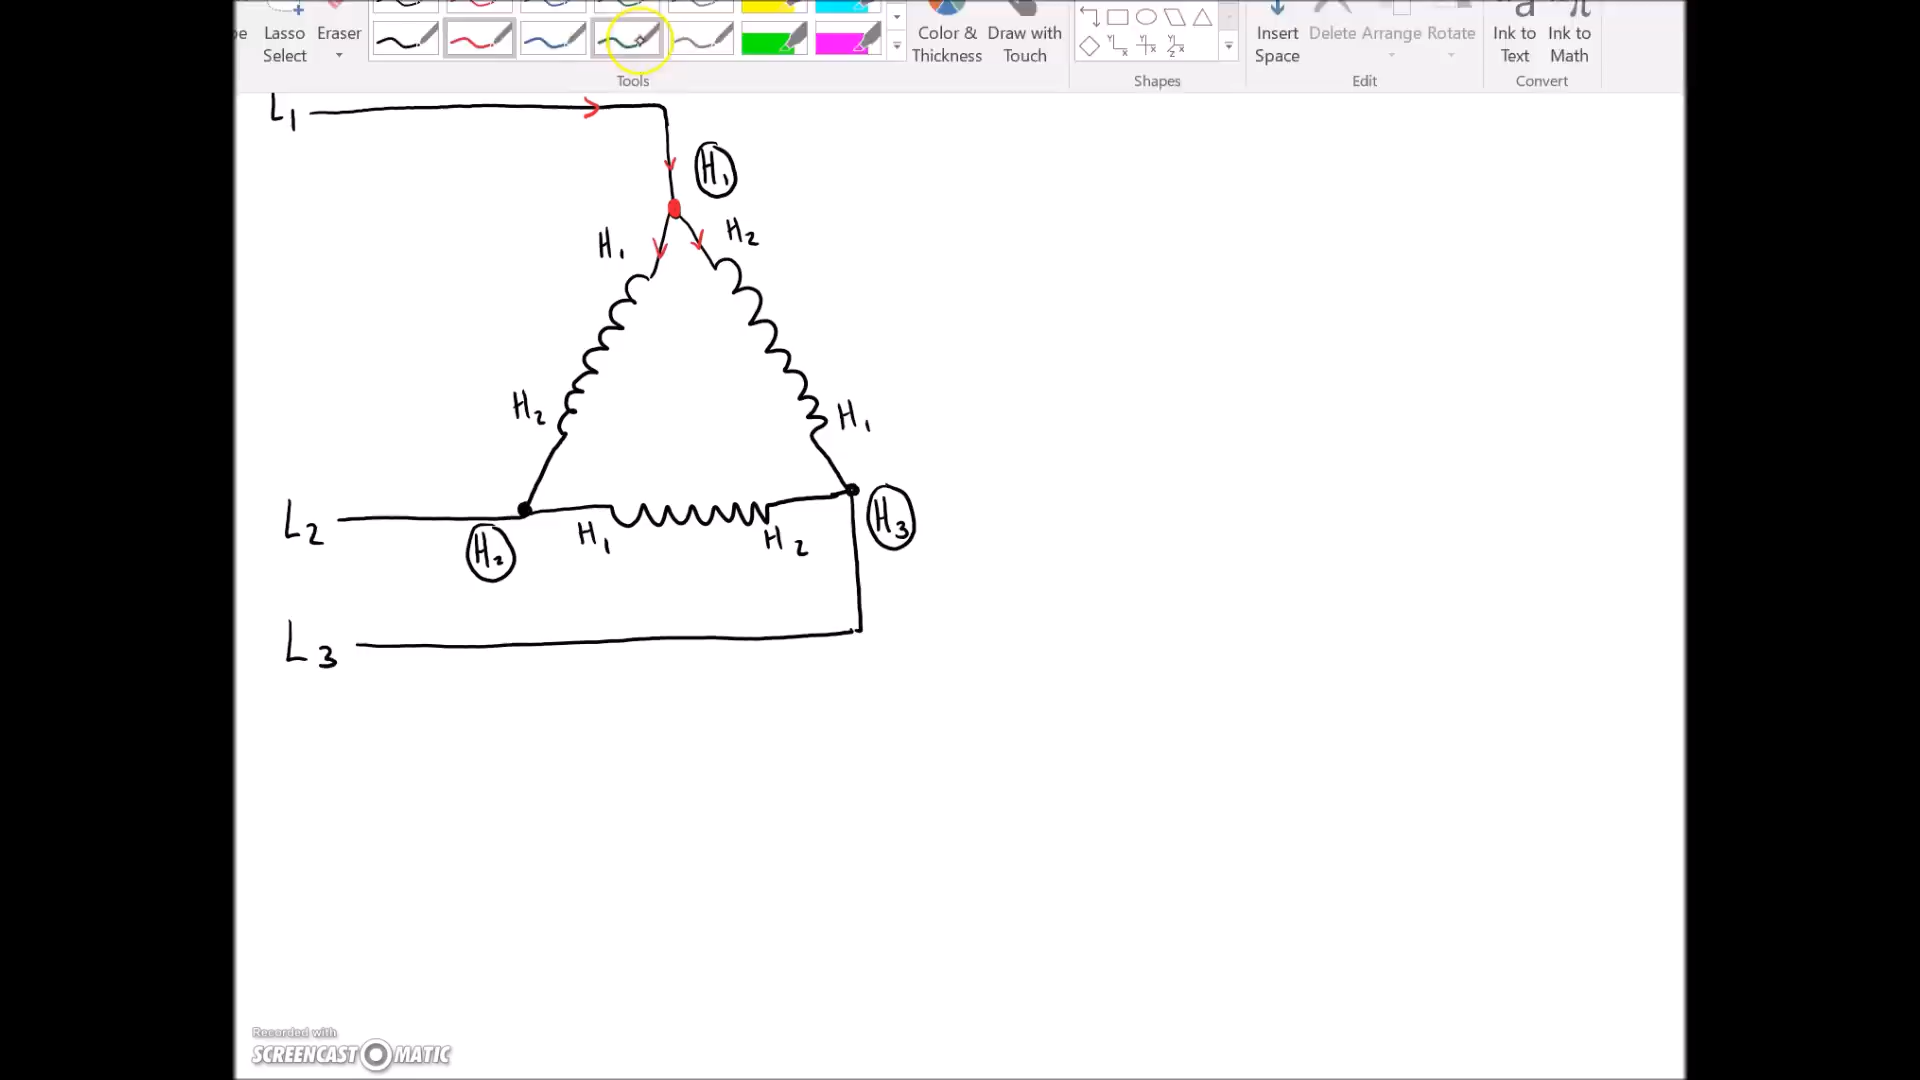 Lasso Select
Eraser
Tools
Color & Thickness
Draw with Touch
Shapes
Insert Space
Delete
Arrange
Rotate
Edit
Ink to Text
Ink to Math
Convert
L1
H1
H1
H2
H2
H1
L2
H2
H1
H2
H3
L3
Recorded with
SCREENCAST MATIC